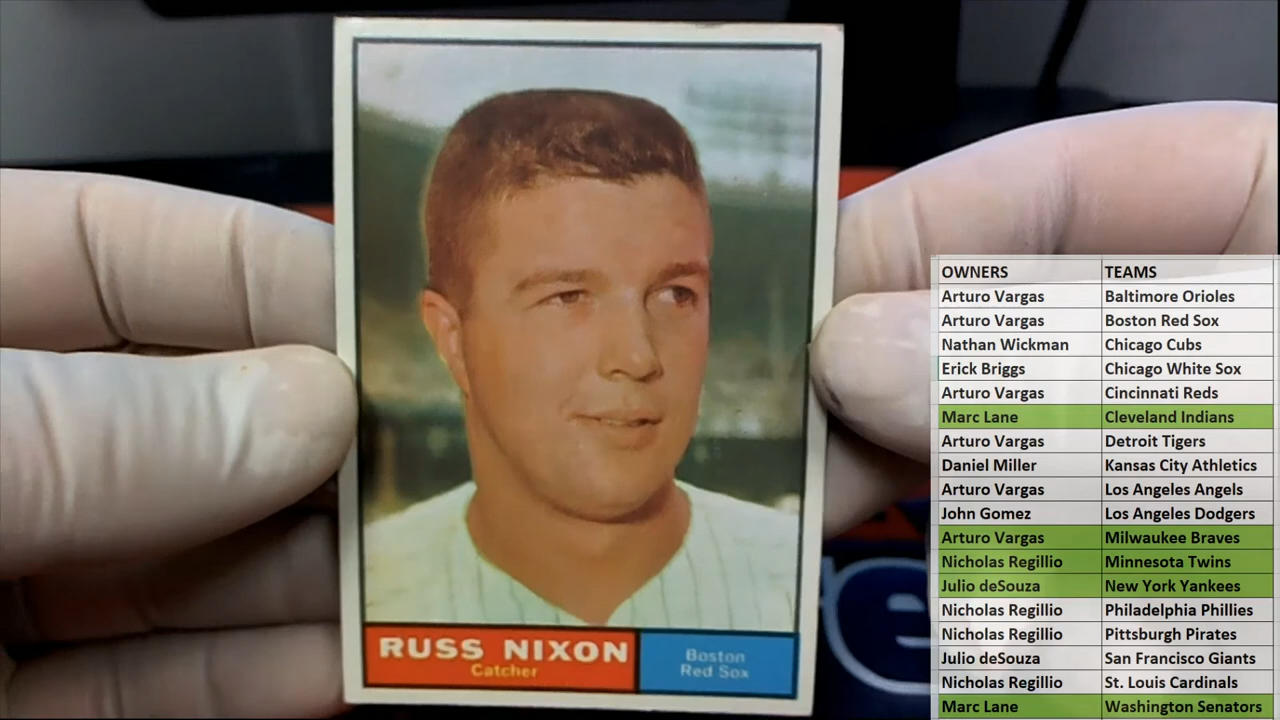 RUSS NIXON
Catcher
Boston
Red Sox
OWNERS TEAMS
Arturo Vargas Baltimore Orioles
Arturo Vargas Boston Red Sox
Nathan Wickman Chicago Cubs
Erick Briggs Chicago White Sox
Arturo Vargas Cincinnati Reds
Marc Lane Cleveland Indians
Arturo Vargas Detroit Tigers
Daniel Miller Kansas City Athletics
Arturo Vargas Los Angeles Angels
John Gomez Los Angeles Dodgers
Arturo Vargas Milwaukee Braves
Nicholas Regillio Minnesota Twins
Julio deSouza New York Yankees
Nicholas Regillio Philadelphia Phillies
Nicholas Regillio Pittsburgh Pirates
Julio deSouza San Francisco Giants
Nicholas Regillio St. Louis Cardinals
Marc Lane Washington Senators